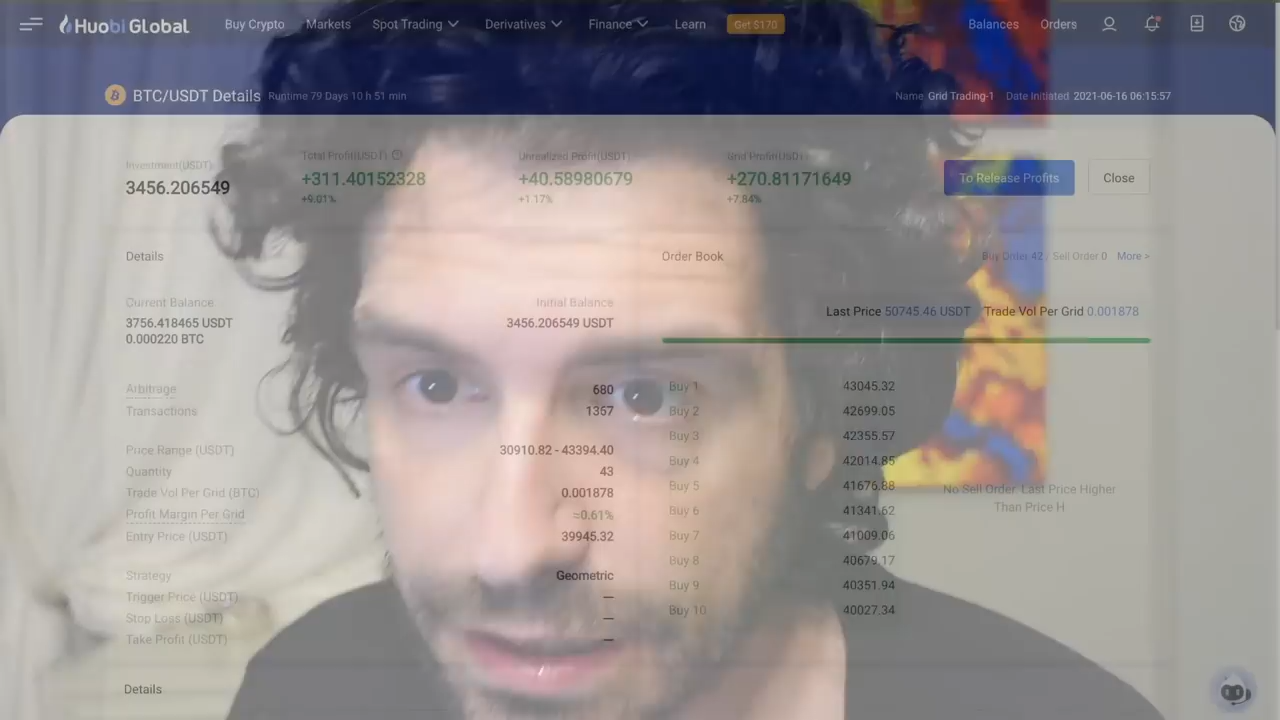 Huobi Global Buy Crypto Markets Spot Trading Derivatives Finance Learn Get $170 Balances Orders
BTC/USDT Details Runtime 79 Days 10 h 51 min Name Grid Trading-1 Date Initiated 2021-06-16 06:15:57
Investment(USDT)
3456.206549
Total Profit(USDT)
+311.40152328
+9.01%
Unrealized Profit(USDT)
+40.58980679
+1.17%
Grid Profit(USDT)
+270.81171649
+7.84%
To Release Profits
Close
Details
Current Balance Initial Balance
3756.418465 USDT 3456.206549 USDT
0.000220 BTC
Arbitrage 680
Transactions 1367
Price Range (USDT) 30910.82 - 43394.40
Quantity 43
Trade Vol Per Grid (BTC) 0.001878
Profit Margin Per Grid ≈0.61%
Entry Price (USDT) 39945.32
Strategy Geometric
Trigger Price (USDT) —
Stop Loss (USDT) —
Take Profit (USDT) —
Details
Order Book Buy Order 42 / Sell Order 0 More >
Last Price 50745.46 USDT Trade Vol Per Grid 0.001878
Buy 1 43045.32
Buy 2 42699.05
Buy 3 42355.57
Buy 4 42014.85
Buy 5 41676.88
Buy 6 41341.62
Buy 7 41009.06
Buy 8 40679.17
Buy 9 40351.94
Buy 10 40027.34
No Sell Order. Last Price Higher
Than Price H